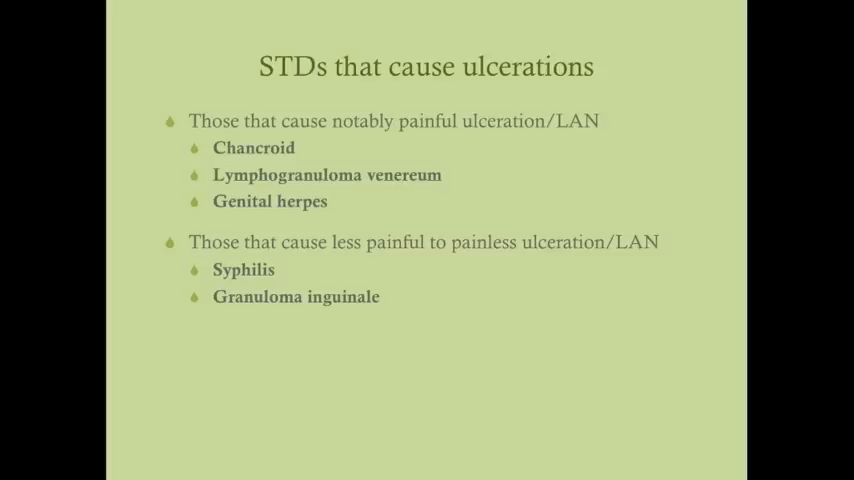 STDs that cause ulcerations
Those that cause notably painful ulceration/LAN
Chancroid
Lymphogranuloma venereum
Genital herpes
Those that cause less painful to painless ulceration/LAN
Syphilis
Granuloma inguinale